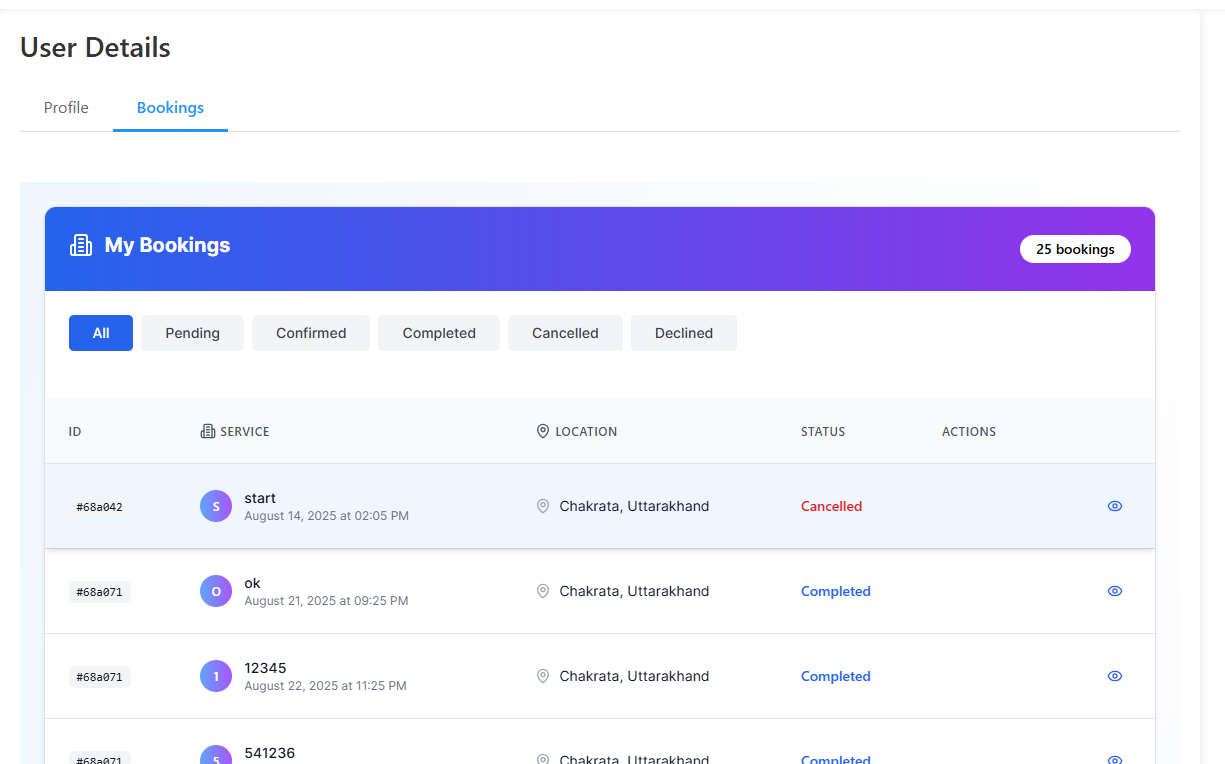 User Details
Profile Bookings
My Bookings
25 bookings
All Pending Confirmed Completed Cancelled Declined
ID SERVICE LOCATION STATUS ACTIONS
#68a042 S start Chakrata, Uttarakhand Cancelled
August 14, 2025 at 02:05 PM
#68a071 O ok Chakrata, Uttarakhand Completed
August 21, 2025 at 09:25 PM
#68a071 1 12345 Chakrata, Uttarakhand Completed
August 22, 2025 at 11:25 PM
#68a071 5 541236 Chakrata, Uttarakhand Completed